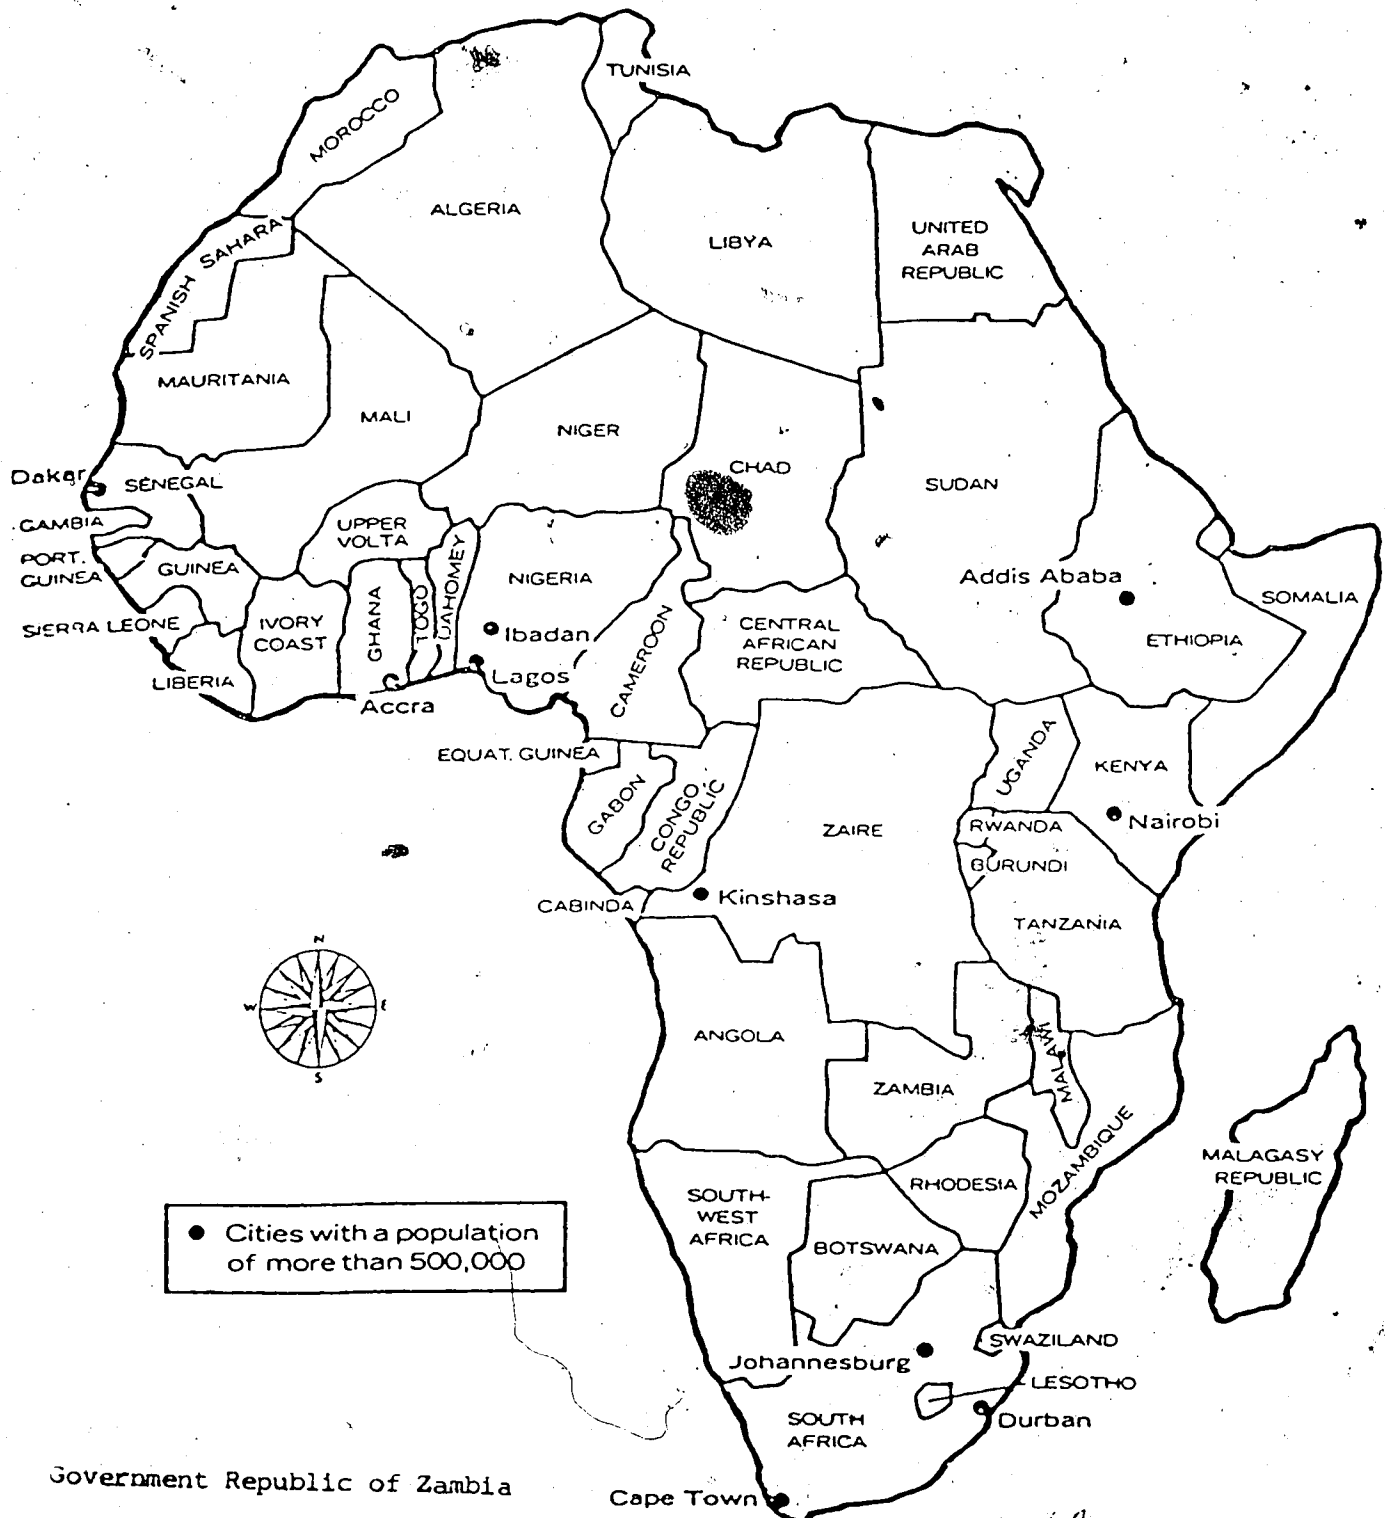 TUNISIA
MOROCCO
ALGERIA
LIBYA
UNITED
ARAB
REPUBLIC
SPANISH SAHARA
MAURITANIA
MALI
NIGER
CHAD
SUDAN
Dakar
SENEGAL
GAMBIA
UPPER
VOLTA
PORT.
GUINEA
GUINEA
NIGERIA
DAHOMEY
Addis Ababa
SOMALIA
SIERRA LEONE
IVORY
COAST
GHANA
TOGO
Ibadan
CAMEROON
CENTRAL
AFRICAN
REPUBLIC
ETHIOPIA
LIBERIA
Lagos
Accra
EQUAT. GUINEA
UGANDA
KENYA
GABON
CONGO
REPUBLIC
ZAIRE
RWANDA
Nairobi
BURUNDI
CABINDA
Kinshasa
TANZANIA
N
W
E
S
ANGOLA
ZAMBIA
MALAWI
MOZAMBIQUE
MALAGASY
REPUBLIC
SOUTH-
WEST
AFRICA
RHODESIA
BOTSWANA
Cities with a population
of more than 500,000
SWAZILAND
Johannesburg
LESOTHO
SOUTH
AFRICA
Durban
Government Republic of Zambia
Cape Town